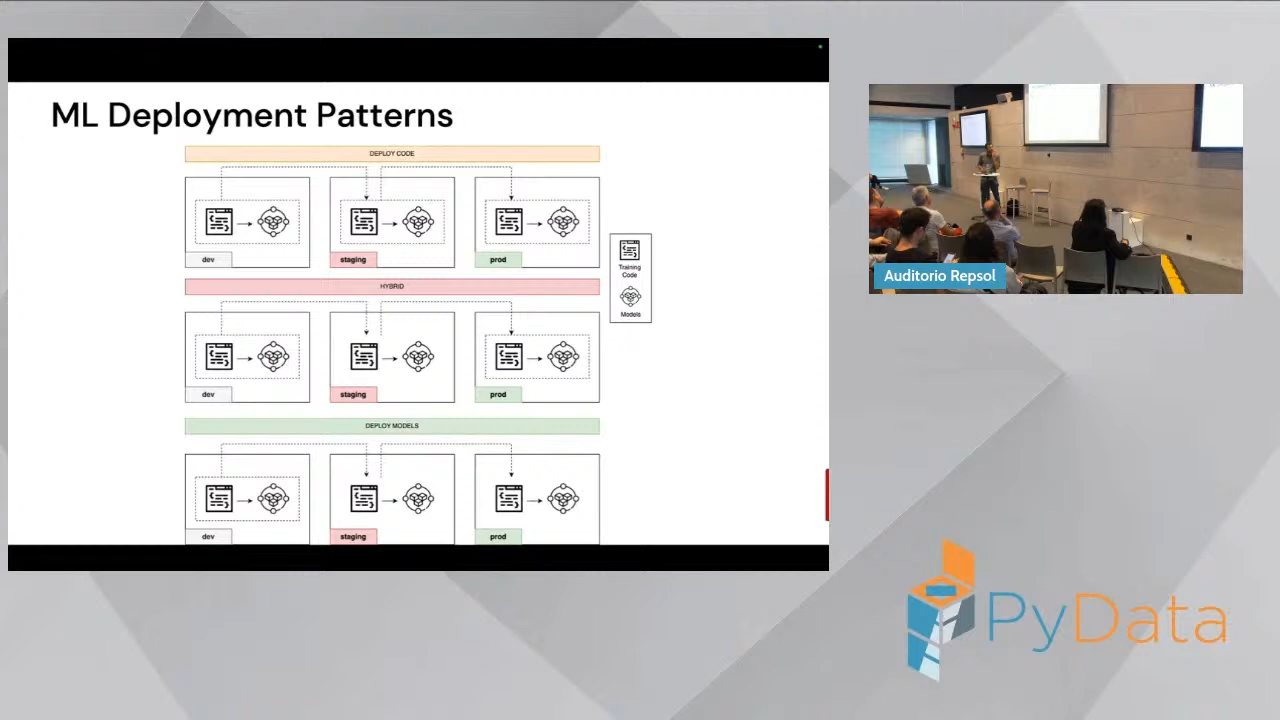 ML Deployment Patterns
DEPLOY CODE
dev
staging
prod
Training
Code
Models
HYBRID
dev
staging
prod
DEPLOY MODELS
dev
staging
prod
Auditorio Repsol
PyData